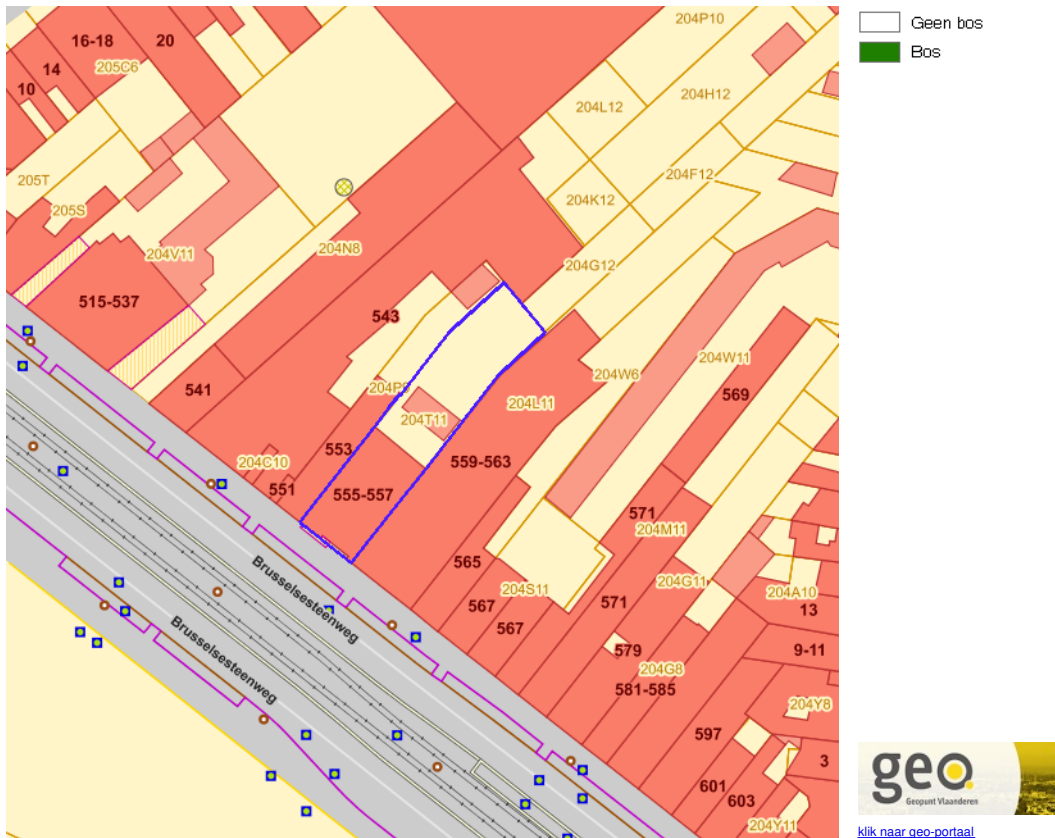 204P10
Geen bos
16-18
20
Bos
14
205C6
10
204H12
204L12
204F12
205T
204K12
205S
204V11
204N8
204G12
515-537
543
204W11
204W6
541
204P9
569
204L11
204T11
553
559-563
204C10
551
555-557
571
204M11
565
204G11
204S11
204A10
567
571
13
567
Brusselsesteenweg
579
9-11
204G8
Brusselsesteenweg
581-585
204Y8
597
3
601
603
204Y11
geo
Geopunt Vlaanderen
klik naar geo-portaal